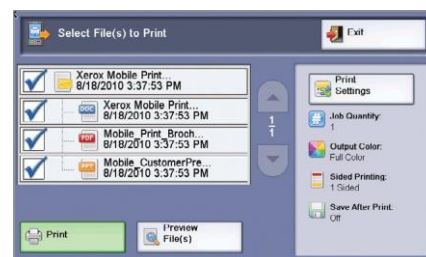 Select File(s) to Print
Exit
Xerox Mobile Print...
8/18/2010 3:37:53 PM
DOC
Xerox Mobile Print...
8/18/2010 3:37:53 PM
PDF
Mobile_Print_Broch...
8/18/2010 3:37:53 PM
PPT
Mobile_CustomerPre...
8/18/2010 3:37:53 PM
1
1
Print
Settings
Job Quantity:
1
Output Color:
Full Color
Sided Printing:
1 Sided
Save After Print:
Off
Print
Preview
File(s)